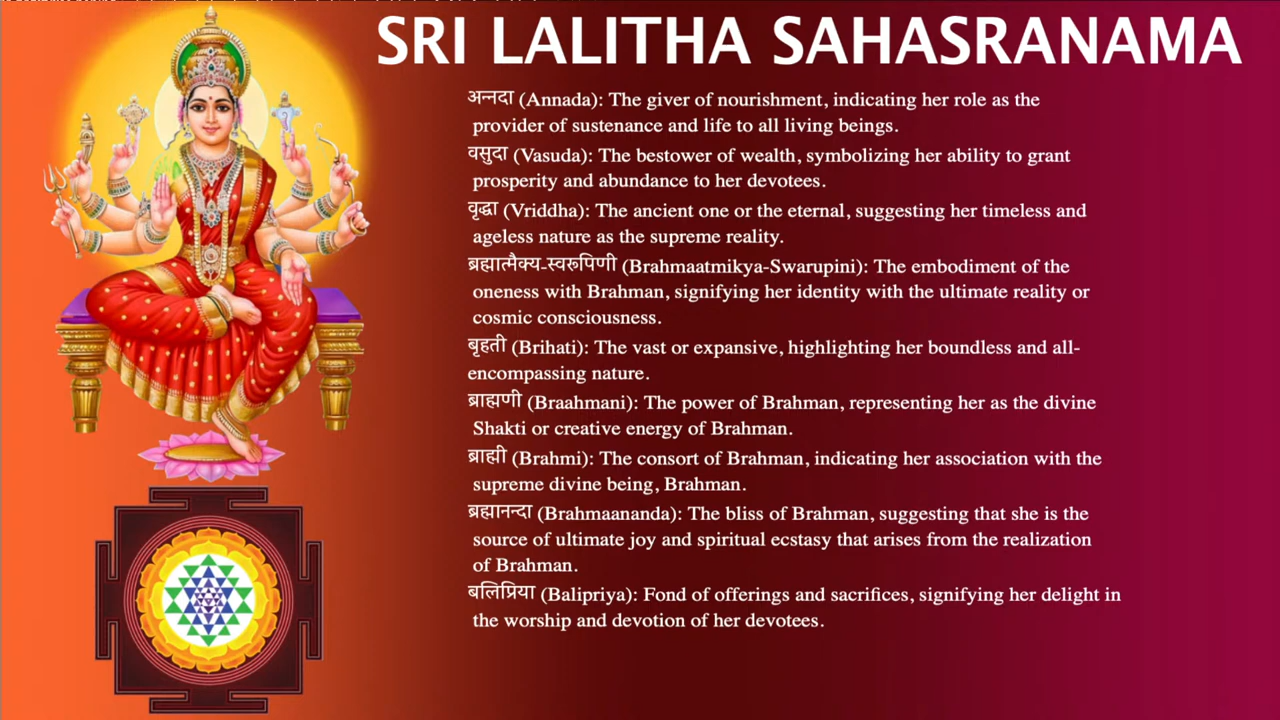 SRI LALITHA SAHASRANAMA
अन्नदा (Annada): The giver of nourishment, indicating her role as the
provider of sustenance and life to all living beings.
वसुदा (Vasuda): The bestower of wealth, symbolizing her ability to grant
prosperity and abundance to her devotees.
वृद्धा (Vriddha): The ancient one or the eternal, suggesting her timeless and
ageless nature as the supreme reality.
ब्रह्मात्मैक्य-स्वरूपिणी (Brahmaatmikya-Swarupini): The embodiment of the
oneness with Brahman, signifying her identity with the ultimate reality or
cosmic consciousness.
बृहती (Brihati): The vast or expansive, highlighting her boundless and all-
encompassing nature.
ब्राह्मणी (Braahmani): The power of Brahman, representing her as the divine
Shakti or creative energy of Brahman.
ब्राह्मी (Brahmi): The consort of Brahman, indicating her association with the
supreme divine being, Brahman.
ब्रह्मानन्दा (Brahmaananda): The bliss of Brahman, suggesting that she is the
source of ultimate joy and spiritual ecstasy that arises from the realization
of Brahman.
बलिप्रिया (Balipriya): Fond of offerings and sacrifices, signifying her delight in
the worship and devotion of her devotees.